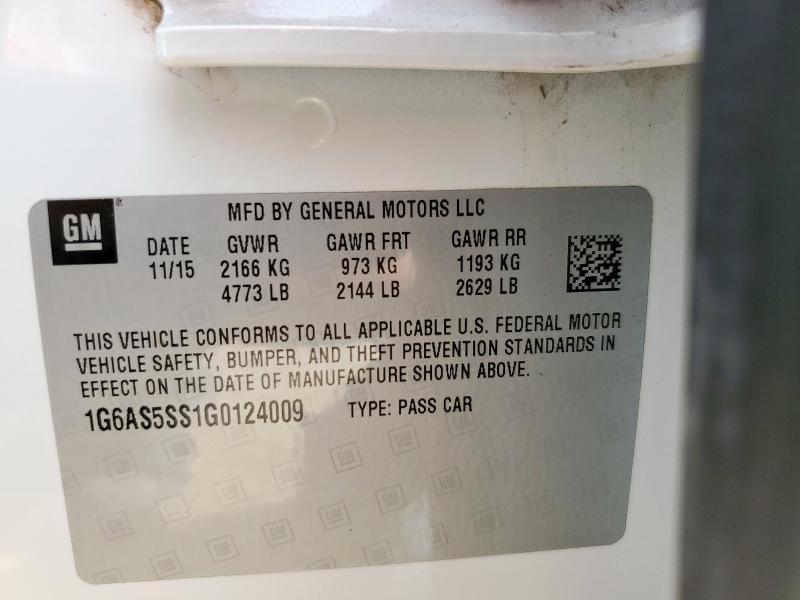 GM
MFD BY GENERAL MOTORS LLC
DATE GVWR GAWR FRT GAWR RR
11/15 2166 KG 973 KG 1193 KG
4773 LB 2144 LB 2629 LB
THIS VEHICLE CONFORMS TO ALL APPLICABLE U.S. FEDERAL MOTOR
VEHICLE SAFETY, BUMPER, AND THEFT PREVENTION STANDARDS IN
EFFECT ON THE DATE OF MANUFACTURE SHOWN ABOVE.
1G6AS5SS1G0124009 TYPE: PASS CAR